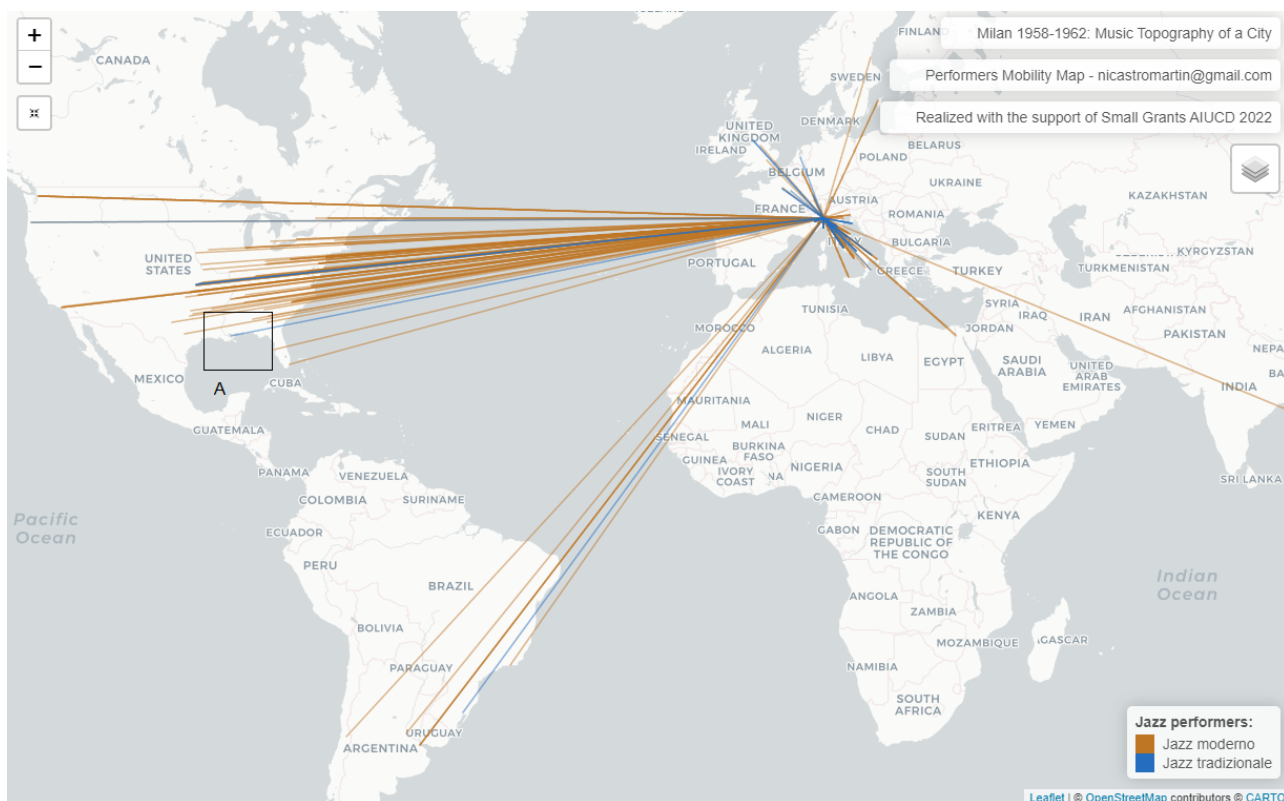 +
−
Milan 1958-1962: Music Topography of a City
Performers Mobility Map - nicastromartin@gmail.com
Realized with the support of Small Grants AIUCD 2022
CANADA
FINLAND
SWEDEN
DENMARK
UNITED
KINGDOM
IRELAND
BELARUS
POLAND
BELGIUM
UKRAINE
KAZAKHSTAN
FRANCE
AUSTRIA
ROMANIA
UNITED
STATES
ITALY
BULGARIA
KYRGYZSTAN
PORTUGAL
GREECE
TURKEY
TURKMENISTAN
SYRIA
TUNISIA
IRAQ
IRAN
AFGHANISTAN
MOROCCO
JORDAN
PAKISTAN
ALGERIA
LIBYA
EGYPT
SAUDI
ARABIA
NEPA
MEXICO
A
CUBA
UNITED
ARAB
EMIRATES
BA
INDIA
MAURITANIA
GUATEMALA
MALI
NIGER
CHAD
SUDAN
ERITREA
YEMEN
SENEGAL
GUINEA
BURKINA
FASO
IVORY
COAST
NA
NIGERIA
ETHIOPIA
SOUTH
SUDAN
PANAMA
VENEZUELA
SRI LANKA
COLOMBIA
SURINAME
CAMEROON
KENYA
Pacific
Ocean
ECUADOR
GABON
DEMOCRATIC
REPUBLIC OF
THE CONGO
PERU
BRAZIL
Indian
Ocean
ANGOLA
ZAMBIA
BOLIVIA
MOZAMBIQUE
AGASCAR
PARAGUAY
NAMIBIA
SOUTH
AFRICA
URUGUAY
ARGENTINA
Jazz performers:
Jazz moderno
Jazz tradizionale
Leaflet | © OpenStreetMap contributors © CARTO